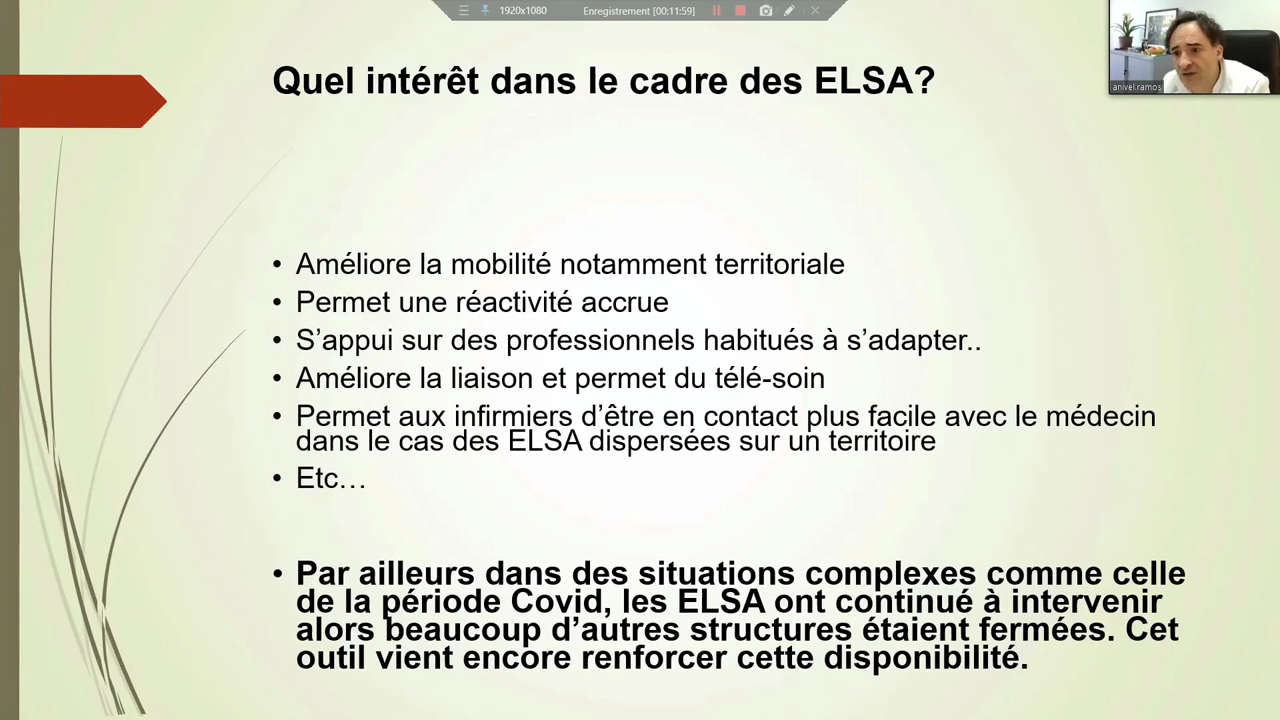 1920x1080
Enregistrement [00:11:59]
anivel.ramos
Quel intérêt dans le cadre des ELSA?
• Améliore la mobilité notamment territoriale
• Permet une réactivité accrue
• S’appui sur des professionnels habitués à s’adapter..
• Améliore la liaison et permet du télé-soin
• Permet aux infirmiers d’être en contact plus facile avec le médecin
dans le cas des ELSA dispersées sur un territoire
• Etc…
• Par ailleurs dans des situations complexes comme celle
de la période Covid, les ELSA ont continué à intervenir
alors beaucoup d’autres structures étaient fermées. Cet
outil vient encore renforcer cette disponibilité.